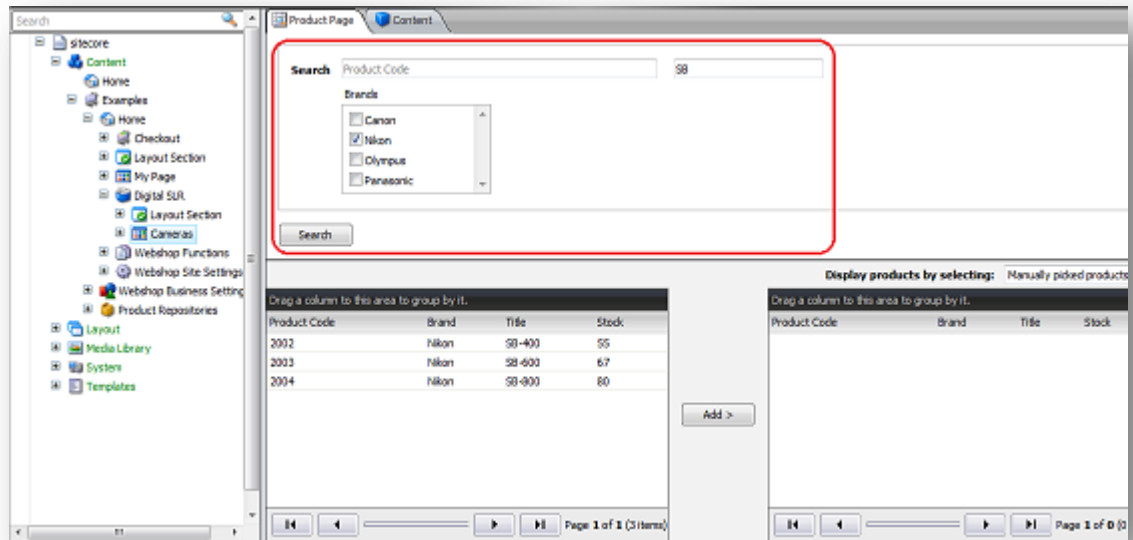 Search
sitecore
Content
Home
Examples
Home
Checkout
Layout Section
My Page
Digital SLR
Layout Section
Cameras
Webshop Functions
Webshop Site Settings
Webshop Business Setting
Product Repositories
Layout
Media Library
System
Templates
Product Page Content
Search Product Code SB
Brands
Canon
Nikon
Olympus
Panasonic
Search
Display products by selecting: Manually picked products
Drag a column to this area to group by it.
Product Code Brand Title Stock
2002 Nikon SB-400 55
2003 Nikon SB-600 67
2004 Nikon SB-800 80
Page 1 of 1 (3 items)
Add >
Drag a column to this area to group by it.
Product Code Brand Title Stock
Page 1 of 0 (0